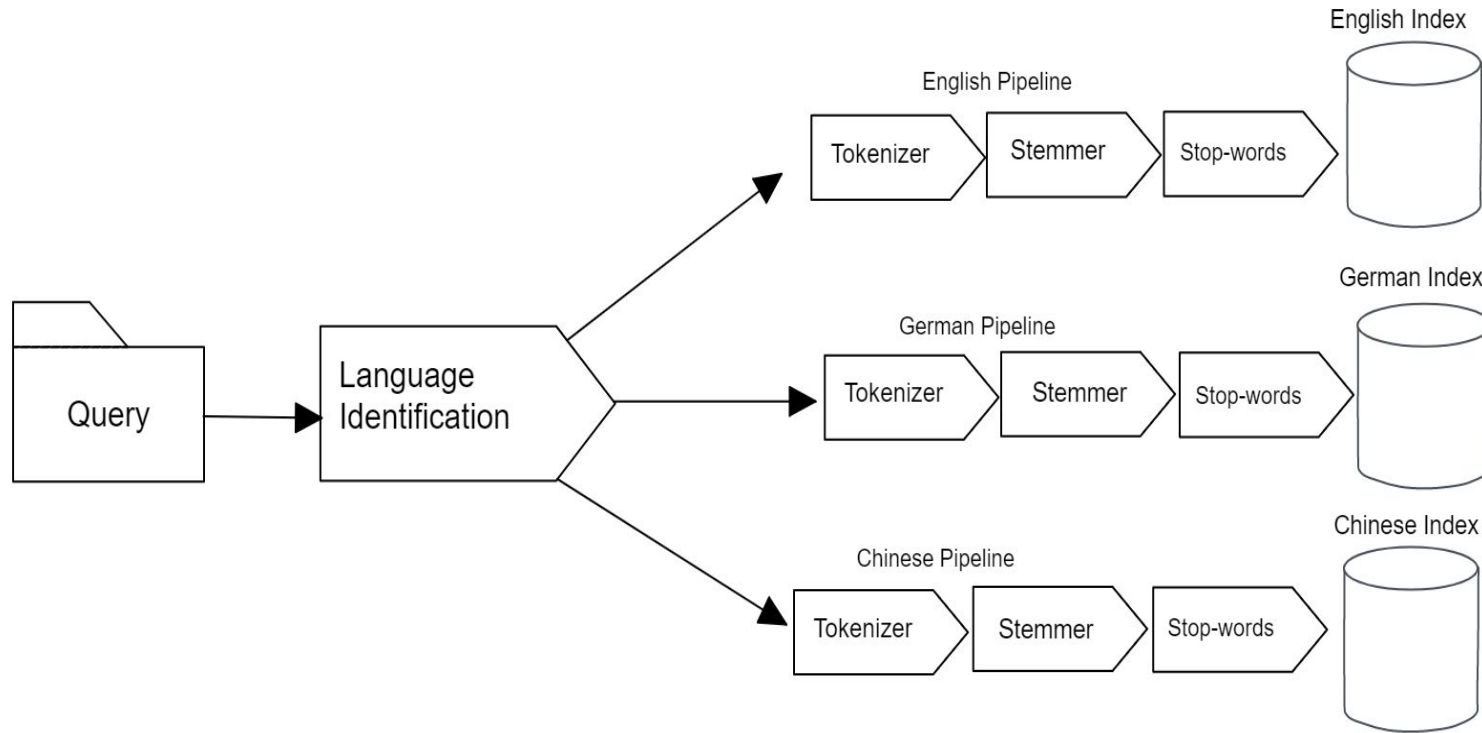 English Index
English Pipeline
Tokenizer
Stemmer
Stop-words
German Index
German Pipeline
Tokenizer
Stemmer
Stop-words
Query
Language
Identification
Chinese Index
Chinese Pipeline
Tokenizer
Stemmer
Stop-words